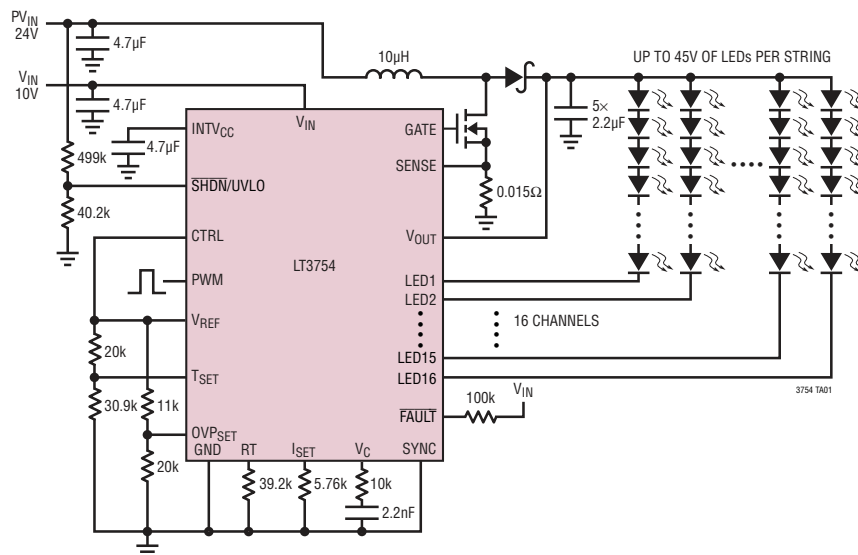 PVIN
24V
4.7µF
10µH
UP TO 45V OF LEDs PER STRING
VIN
10V
4.7µF
VIN
5×
2.2µF
INTVCC
GATE
4.7µF
499k
SENSE
SHDN/UVLO
0.015Ω
40.2k
VOUT
CTRL
LT3754
PWM
LED1
LED2
VREF
16 CHANNELS
20k
LED15
TSET
LED16
3754 TA01
VIN
30.9k
11k
100k
FAULT
OVPSET
GND
RT
ISET
VC
SYNC
20k
39.2k
5.76k
10k
2.2nF